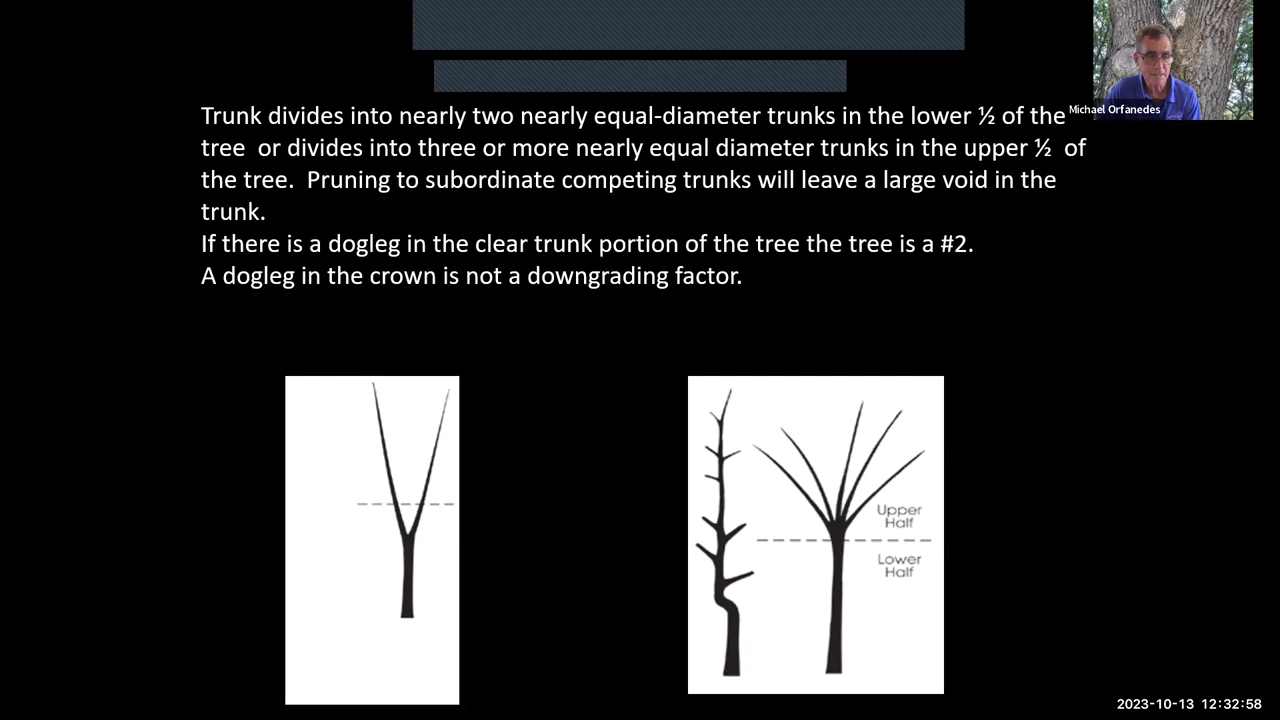 Trunk divides into nearly two nearly equal-diameter trunks in the lower ½ of the
tree or divides into three or more nearly equal diameter trunks in the upper ½ of
the tree. Pruning to subordinate competing trunks will leave a large void in the
trunk.
If there is a dogleg in the clear trunk portion of the tree the tree is a #2.
A dogleg in the crown is not a downgrading factor.
Michael Orfanedes
Upper
Half
Lower
Half
2023-10-13 12:32:58